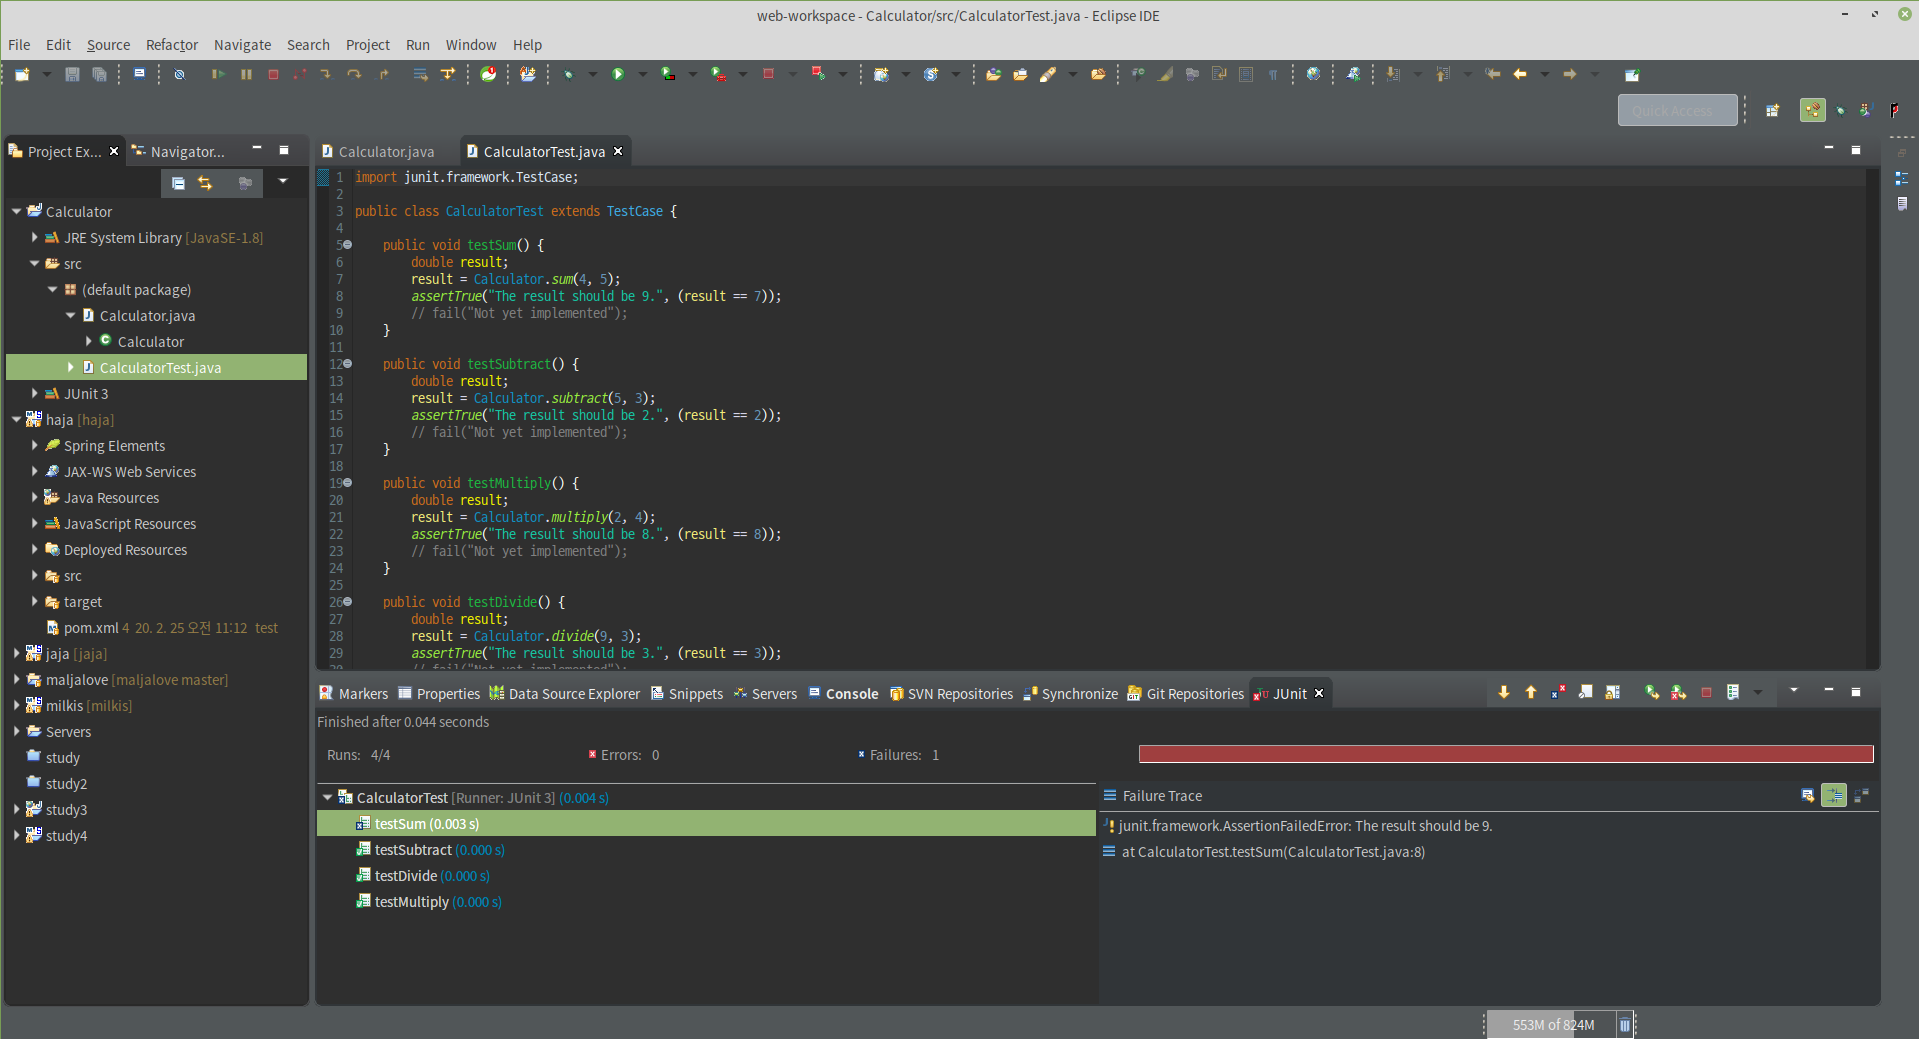 web-workspace - Calculator/src/CalculatorTest.java - Eclipse IDE
File Edit Source Refactor Navigate Search Project Run Window Help
Quick Access
Project Ex... Navigator...
Calculator
JRE System Library [JavaSE-1.8]
src
(default package)
Calculator.java
Calculator
CalculatorTest.java
JUnit 3
haja [haja]
Spring Elements
JAX-WS Web Services
Java Resources
JavaScript Resources
Deployed Resources
src
target
pom.xml 4 20. 2. 25 오전 11:12 test
jaja [jaja]
maljalove [maljalove master]
milkis [milkis]
Servers
study
study2
study3
study4
Calculator.java CalculatorTest.java
1 import junit.framework.TestCase;
2
3 public class CalculatorTest extends TestCase {
4
5 public void testSum() {
6 double result;
7 result = Calculator.sum(4, 5);
8 assertTrue("The result should be 9.", (result == 7));
9 // fail("Not yet implemented");
10 }
11
12 public void testSubtract() {
13 double result;
14 result = Calculator.subtract(5, 3);
15 assertTrue("The result should be 2.", (result == 2));
16 // fail("Not yet implemented");
17 }
18
19 public void testMultiply() {
20 double result;
21 result = Calculator.multiply(2, 4);
22 assertTrue("The result should be 8.", (result == 8));
23 // fail("Not yet implemented");
24 }
25
26 public void testDivide() {
27 double result;
28 result = Calculator.divide(9, 3);
29 assertTrue("The result should be 3.", (result == 3));
Markers Properties Data Source Explorer Snippets Servers Console SVN Repositories Synchronize Git Repositories JUnit
Finished after 0.044 seconds
Runs: 4/4 Errors: 0 Failures: 1
CalculatorTest [Runner: JUnit 3] (0.004 s)
testSum (0.003 s)
testSubtract (0.000 s)
testDivide (0.000 s)
testMultiply (0.000 s)
Failure Trace
junit.framework.AssertionFailedError: The result should be 9.
at CalculatorTest.testSum(CalculatorTest.java:8)
553M of 824M